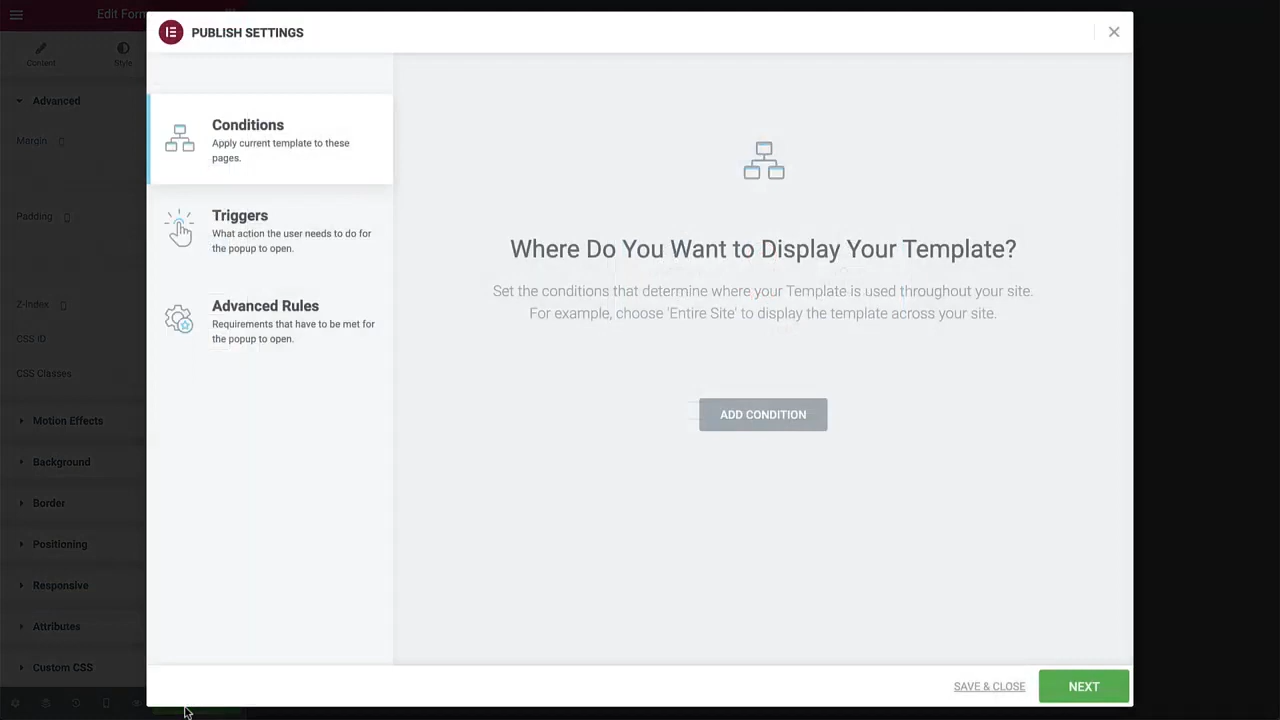 Edit Form
Content
Style
Advanced
Margin
Padding
Z-Index
CSS ID
CSS Classes
Motion Effects
Background
Border
Positioning
Responsive
Attributes
Custom CSS
PUBLISH SETTINGS
Conditions
Apply current template to these
pages.
Triggers
What action the user needs to do for
the popup to open.
Advanced Rules
Requirements that have to be met for
the popup to open.
Where Do You Want to Display Your Template?
Set the conditions that determine where your Template is used throughout your site.
For example, choose 'Entire Site' to display the template across your site.
ADD CONDITION
SAVE & CLOSE
NEXT